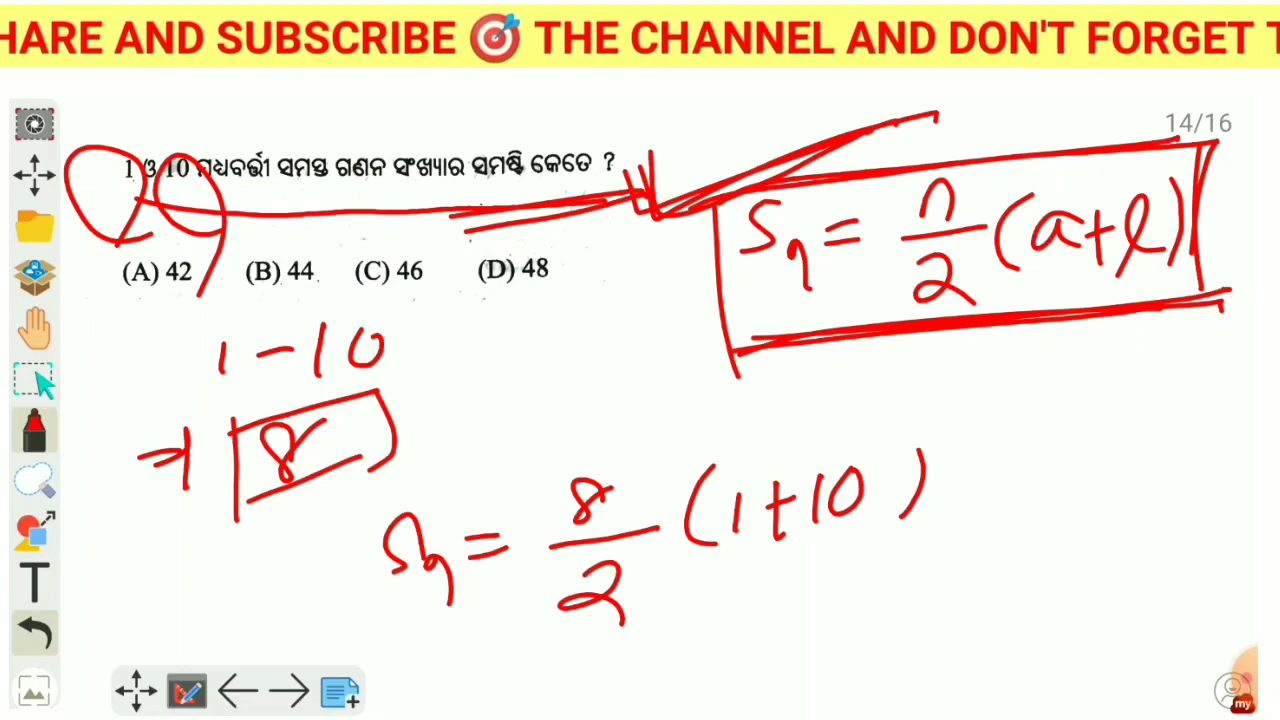 HARE AND SUBSCRIBE 🎯 THE CHANNEL AND DON'T FORGET T
14/16
1 ଓ 10 ମଧ୍ୟବର୍ତ୍ତୀ ସମସ୍ତ ଗଣନ ସଂଖ୍ୟାର ସମଷ୍ଟି କେତେ ?
Sn = n/2 (a+l)
(A) 42 (B) 44 (C) 46 (D) 48
1 - 10
⇒ 8
Sn = 8/2 (1+10)
T
my